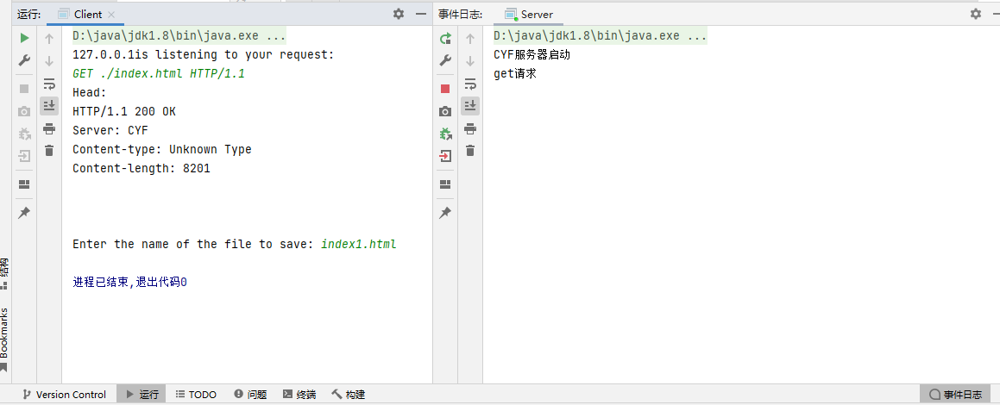 运行: Client
D:\java\jdk1.8\bin\java.exe ...
127.0.0.1is listening to your request:
GET ./index.html HTTP/1.1
Head:
HTTP/1.1 200 OK
Server: CYF
Content-type: Unknown Type
Content-length: 8201
Enter the name of the file to save: index1.html
进程已结束,退出代码0
事件日志: Server
D:\java\jdk1.8\bin\java.exe ...
CYF服务器启动
get请求
结构
Bookmarks
Version Control 运行 TODO 问题 终端 构建 事件日志